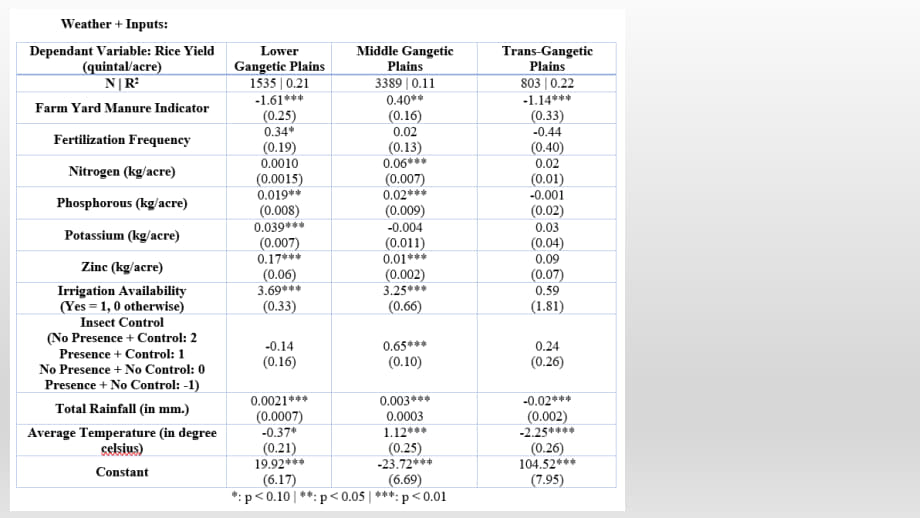 Weather + Inputs:
Dependant Variable: Rice Yield (quintal/acre) | Lower Gangetic Plains | Middle Gangetic Plains | Trans-Gangetic Plains
N | R² 1535 | 0.21 3389 | 0.11 803 | 0.22
Farm Yard Manure Indicator -1.61*** 0.40** -1.14***
(0.25) (0.16) (0.33)
Fertilization Frequency 0.34* 0.02 -0.44
(0.19) (0.13) (0.40)
Nitrogen (kg/acre) 0.0010 0.06*** 0.02
(0.0015) (0.007) (0.01)
Phosphorous (kg/acre) 0.019** 0.02*** -0.001
(0.008) (0.009) (0.02)
Potassium (kg/acre) 0.039*** -0.004 0.03
(0.007) (0.011) (0.04)
Zinc (kg/acre) 0.17*** 0.01*** 0.09
(0.06) (0.002) (0.07)
Irrigation Availability 3.69*** 3.25*** 0.59
(Yes = 1, 0 otherwise) (0.33) (0.66) (1.81)
Insect Control
(No Presence + Control: 2
Presence + Control: 1
No Presence + No Control: 0
Presence + No Control: -1)
-0.14 0.65*** 0.24
(0.16) (0.10) (0.26)
Total Rainfall (in mm.) 0.0021*** 0.003*** -0.02***
(0.0007) 0.0003 (0.002)
Average Temperature (in degree -0.37* 1.12*** -2.25****
celsius) (0.21) (0.25) (0.26)
Constant 19.92*** -23.72*** 104.52***
(6.17) (6.69) (7.95)
*: p < 0.10 | **: p < 0.05 | ***: p < 0.01